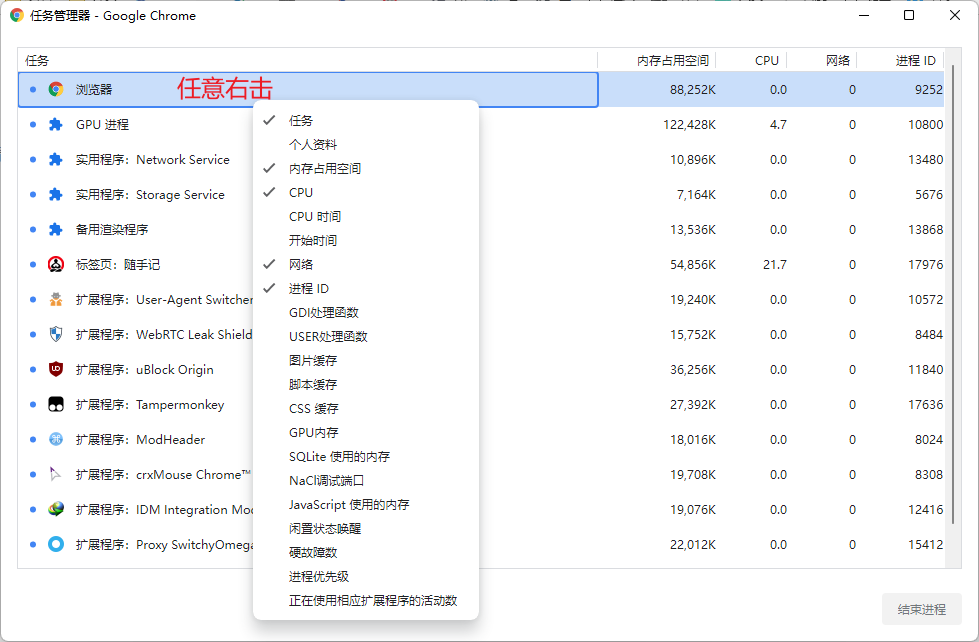 任务管理器 - Google Chrome
任务 内存占用空间 CPU 网络 进程 ID
浏览器 任意右击 88,252K 0.0 0 9252
GPU 进程 122,428K 4.7 0 10800
实用程序：Network Service 10,896K 0.0 0 13480
实用程序：Storage Service 7,164K 0.0 0 5676
备用渲染程序 13,536K 0.0 0 13868
标签页：随手记 54,856K 21.7 0 17976
扩展程序：User-Agent Switcher 19,240K 0.0 0 10572
扩展程序：WebRTC Leak Shield 15,752K 0.0 0 8484
扩展程序：uBlock Origin 36,256K 0.0 0 11840
扩展程序：Tampermonkey 27,392K 0.0 0 17636
扩展程序：ModHeader 18,016K 0.0 0 8024
扩展程序：crxMouse Chrome™ 19,708K 0.0 0 8308
扩展程序：IDM Integration Mo 19,076K 0.0 0 12416
扩展程序：Proxy SwitchyOmega 22,012K 0.0 0 15412
任务
个人资料
内存占用空间
CPU
CPU 时间
开始时间
网络
进程 ID
GDI处理函数
USER处理函数
图片缓存
脚本缓存
CSS 缓存
GPU内存
SQLite 使用的内存
NaCl调试端口
JavaScript 使用的内存
闲置状态唤醒
硬故障数
进程优先级
正在使用相应扩展程序的活动数
结束进程